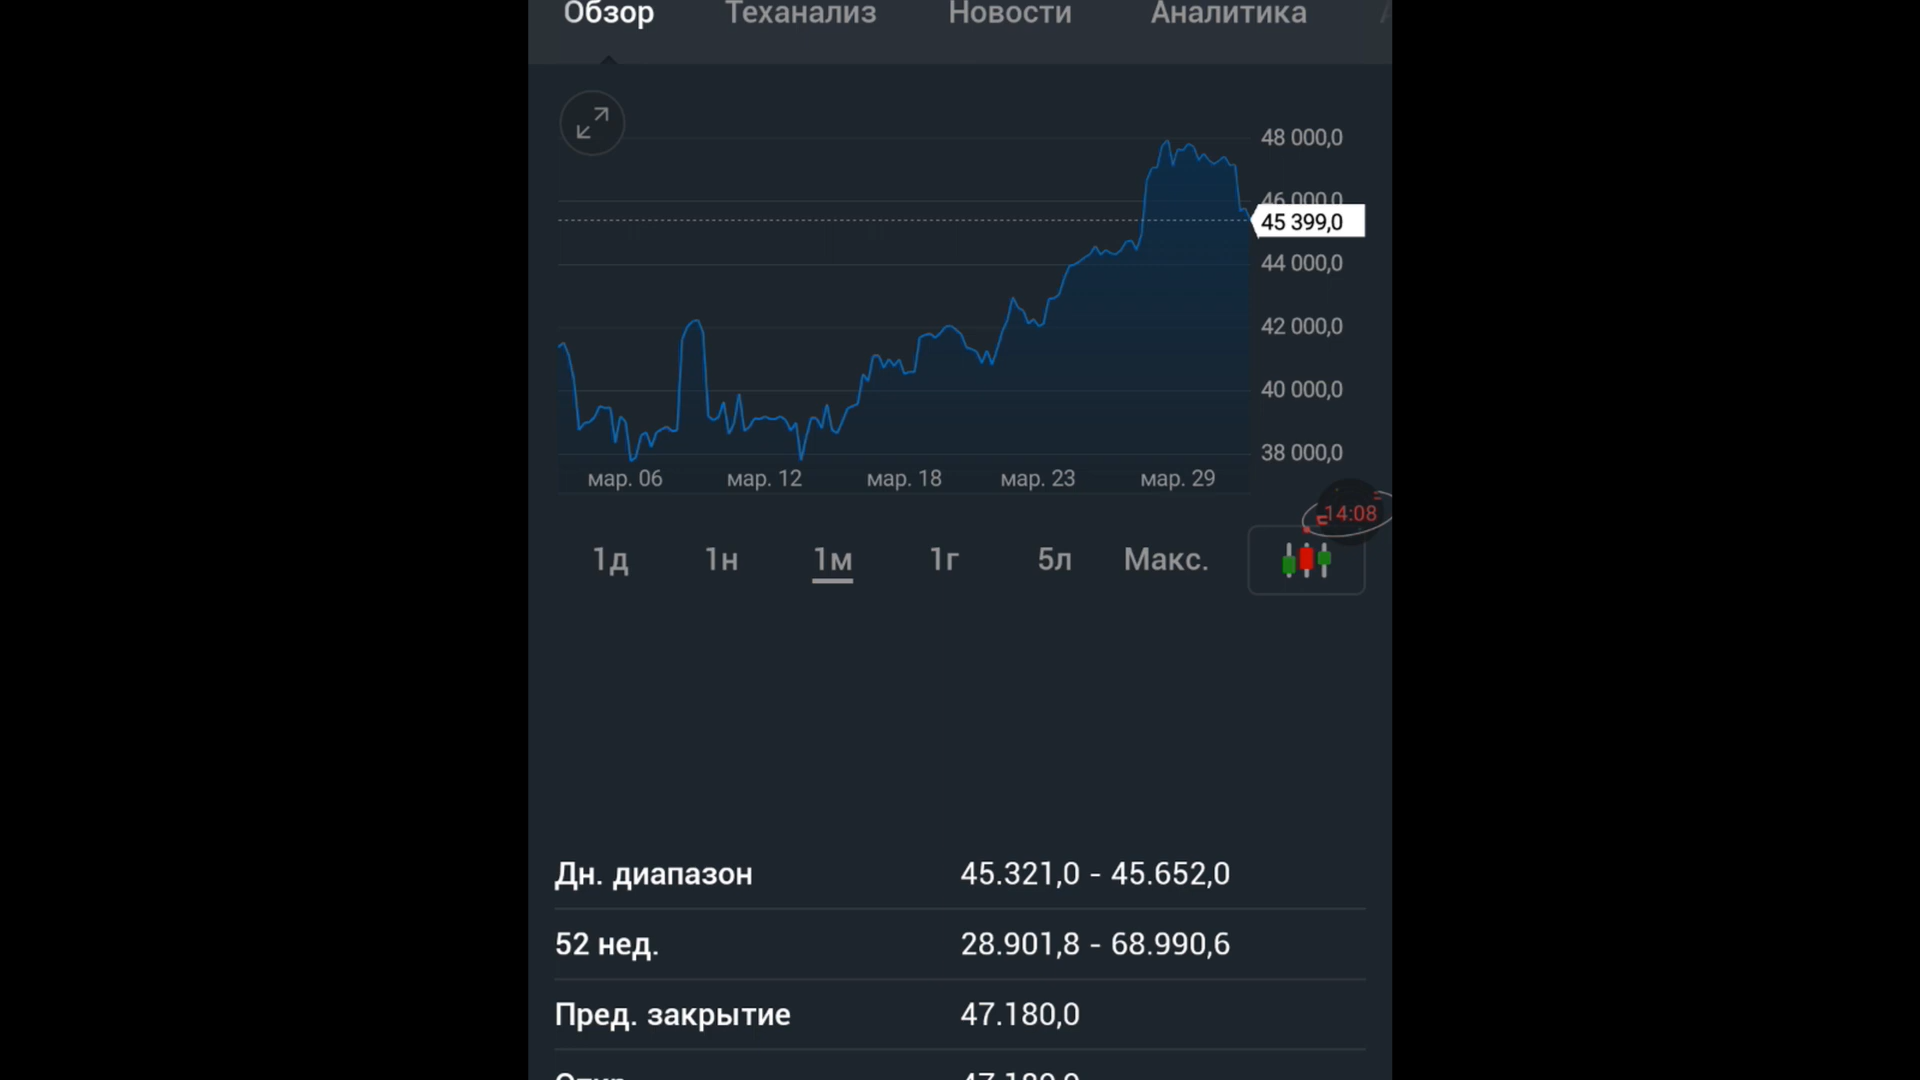 Обзор Теханализ Новости Аналитика
48 000,0
46 000,0
45 399,0
44 000,0
42 000,0
40 000,0
38 000,0
мар. 06 мар. 12 мар. 18 мар. 23 мар. 29
14:08
1д 1н 1м 1г 5л Макс.
Дн. диапазон 45.321,0 - 45.652,0
52 нед. 28.901,8 - 68.990,6
Пред. закрытие 47.180,0